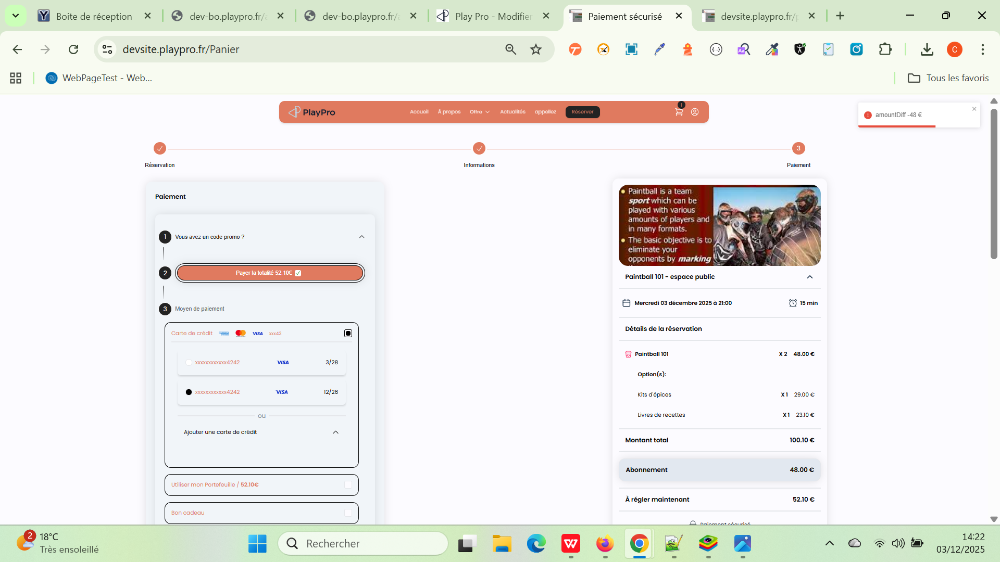 Boite de réception
dev-bo.playpro.fr/
dev-bo.playpro.fr/
Play Pro - Modifier
Paiement sécurisé
devsite.playpro.fr/
devsite.playpro.fr/Panier
C
WebPageTest - Web...
Tous les favoris
PlayPro
Accueil
À propos
Offre
Actualités
appellez
Réserver
1
amountDiff -48 €
3
Réservation
Informations
Paiement
Paiement
1 Vous avez un code promo ?
2 Payer la totalité 52.10€
3 Moyen de paiement
Carte de crédit VISA xxx42
xxxxxxxxxxxx4242 VISA 3/28
xxxxxxxxxxxx4242 VISA 12/26
ou
Ajouter une carte de crédit
Utiliser mon Portefeuille / 52.10€
Bon cadeau
Paintball is a team
sport which can be
played with various
amounts of players and
in many formats.
The basic objective is to
eliminate your
opponents by marking
Paintball 101 - espace public
Mercredi 03 décembre 2025 à 21:00 15 min
Détails de la réservation
Paintball 101 X 2 48.00 €
Option(s):
Kits d'épices X 1 29.00 €
Livres de recettes X 1 23.10 €
Montant total 100.10 €
Abonnement 48.00 €
À régler maintenant 52.10 €
Paiement sécurisé
2
18°C
Très ensoleillé
Rechercher
14:22
03/12/2025